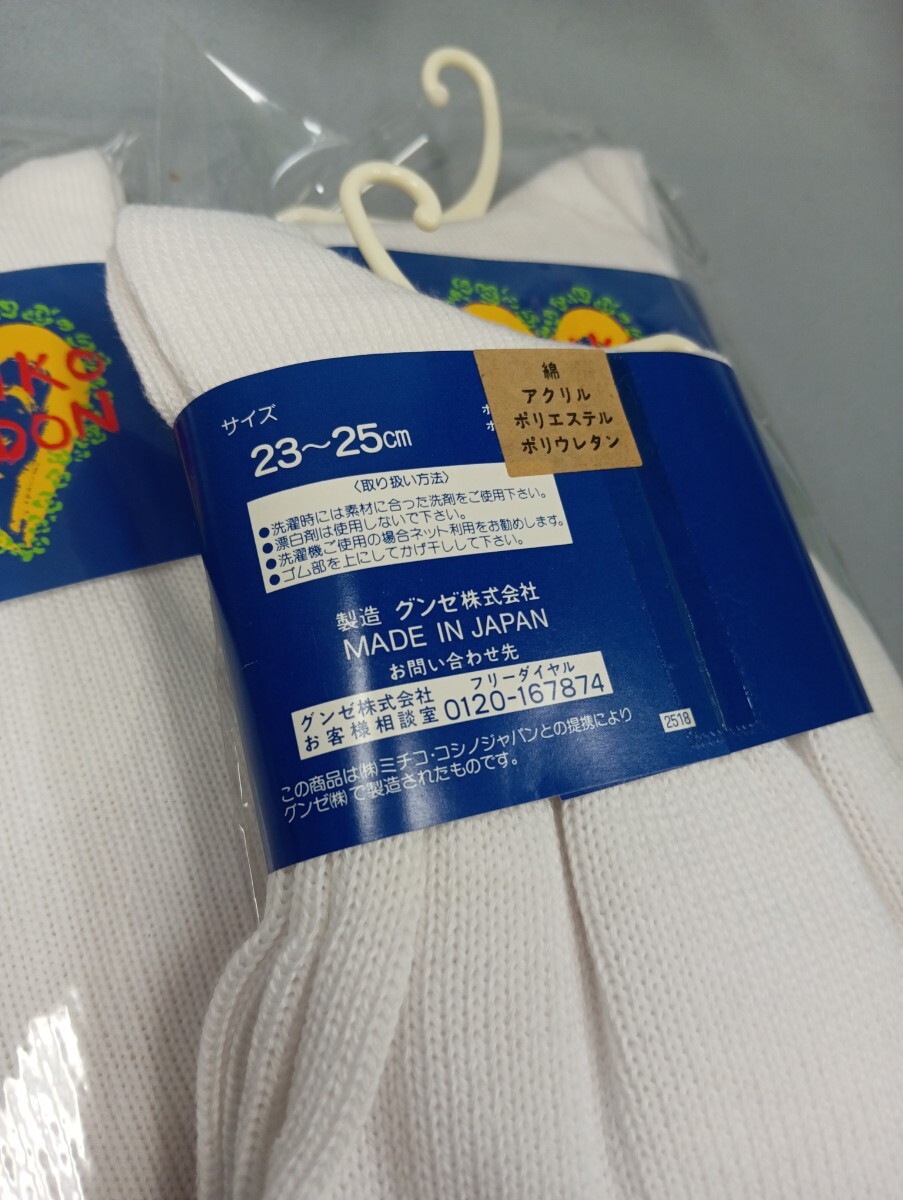 サイズ
23～25cm
綿
アクリル
ポリエステル
ポリウレタン
〈取り扱い方法〉
●洗濯時には素材に合った洗剤をご使用下さい。
●漂白剤は使用しないで下さい。
●洗濯機ご使用の場合ネット利用をお勧めします。
●ゴム部を上にしてかげ干しして下さい。
製造 グンゼ株式会社
MADE IN JAPAN
お問い合わせ先
グンゼ株式会社
お客様相談室
フリーダイヤル
0120-167874
2518
この商品は(株)ミチコ・コシノジャパンとの提携により
グンゼ(株)で製造されたものです。